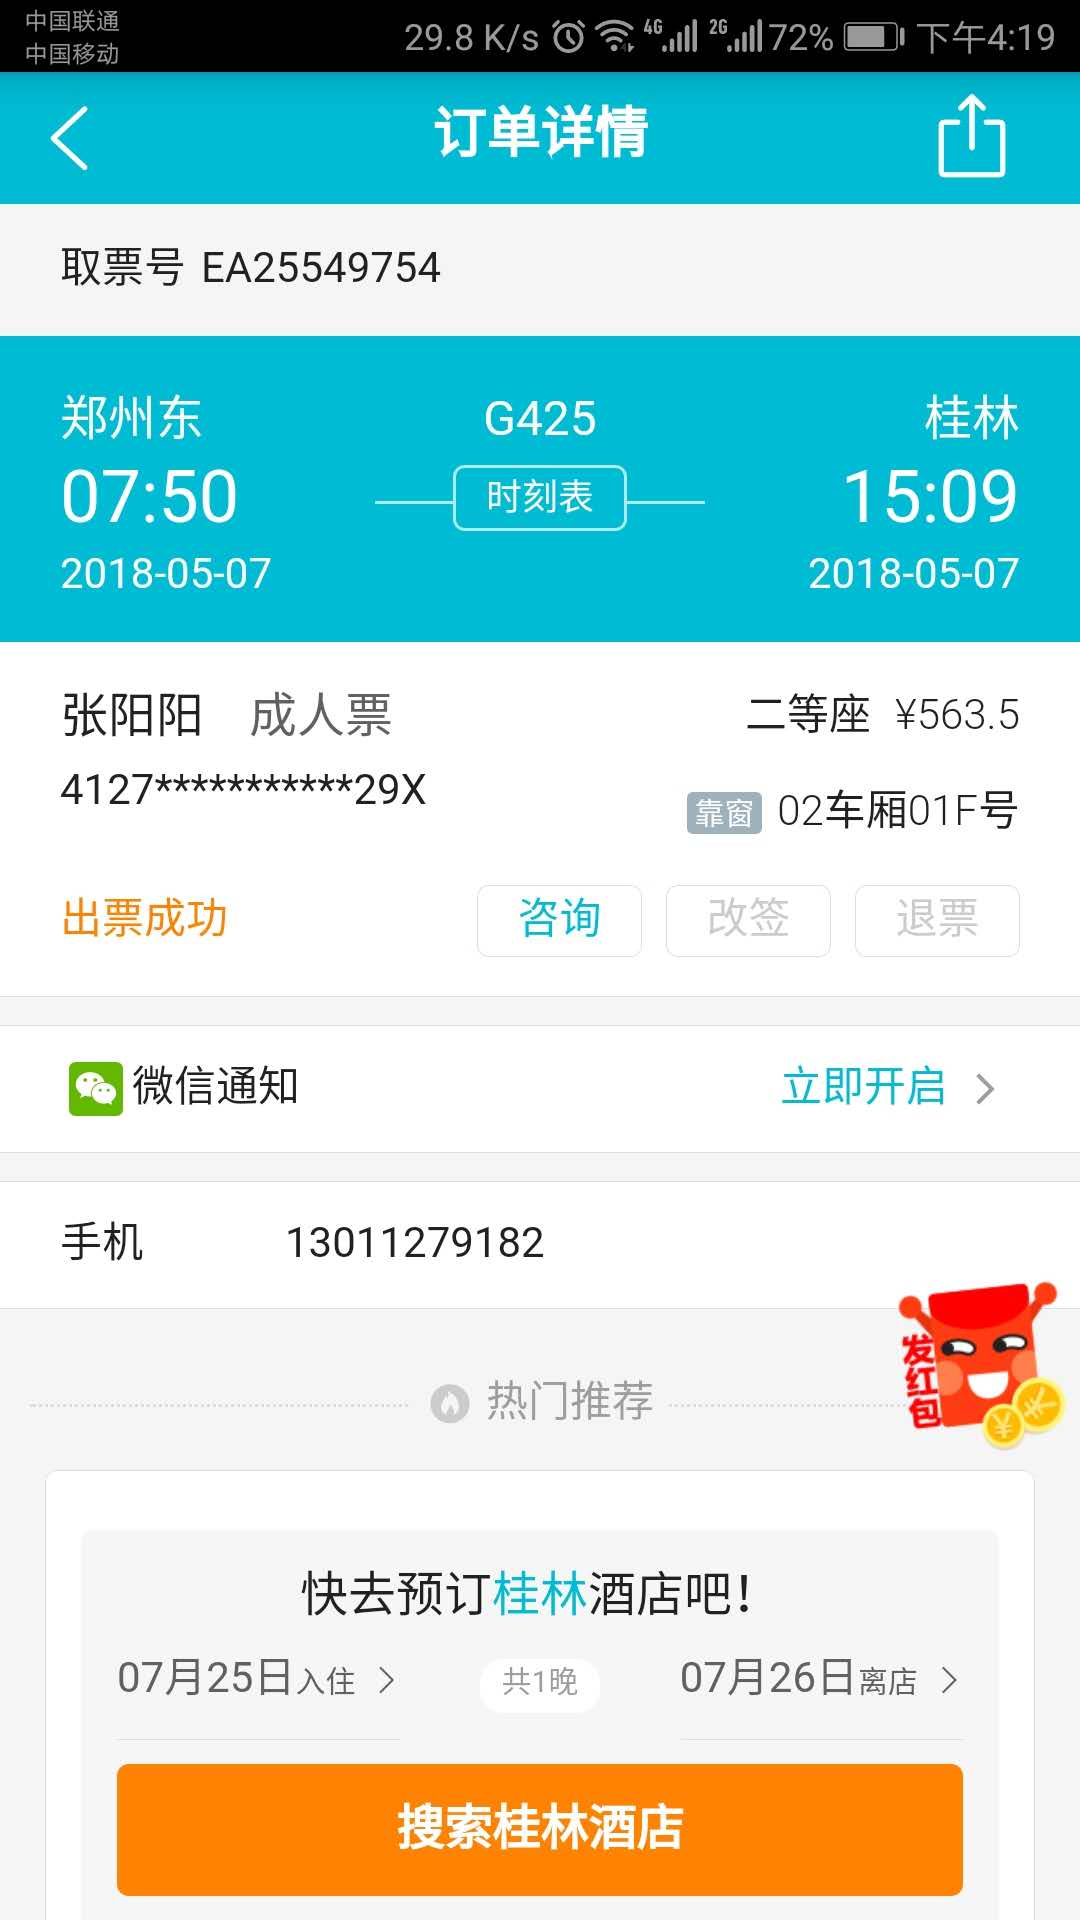 中国联通
中国移动
29.8 K/s 4G 2G 72% 下午4:19
订单详情
取票号 EA25549754
郑州东 G425 桂林
07:50 时刻表 15:09
2018-05-07 2018-05-07
张阳阳 成人票 二等座 ¥563.5
4127***********29X
靠窗 02车厢01F号
出票成功 咨询 改签 退票
微信通知 立即开启
手机 13011279182
发红包
热门推荐
快去预订桂林酒店吧！
07月25日入住 共1晚 07月26日离店
搜索桂林酒店